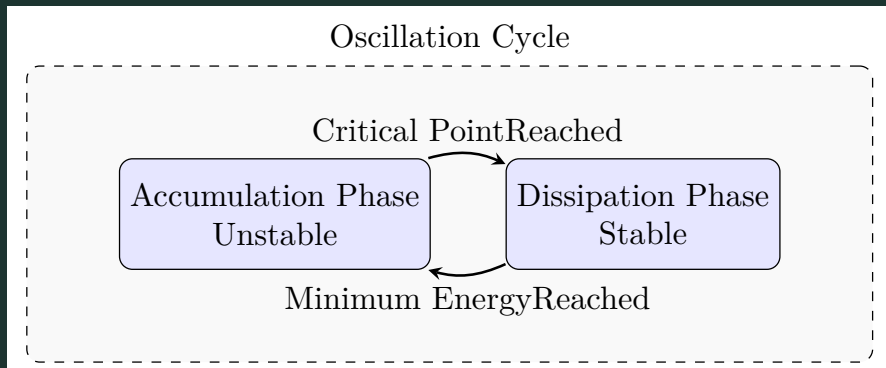 Oscillation Cycle
Critical PointReached
Accumulation Phase
Unstable
Dissipation Phase
Stable
Minimum EnergyReached